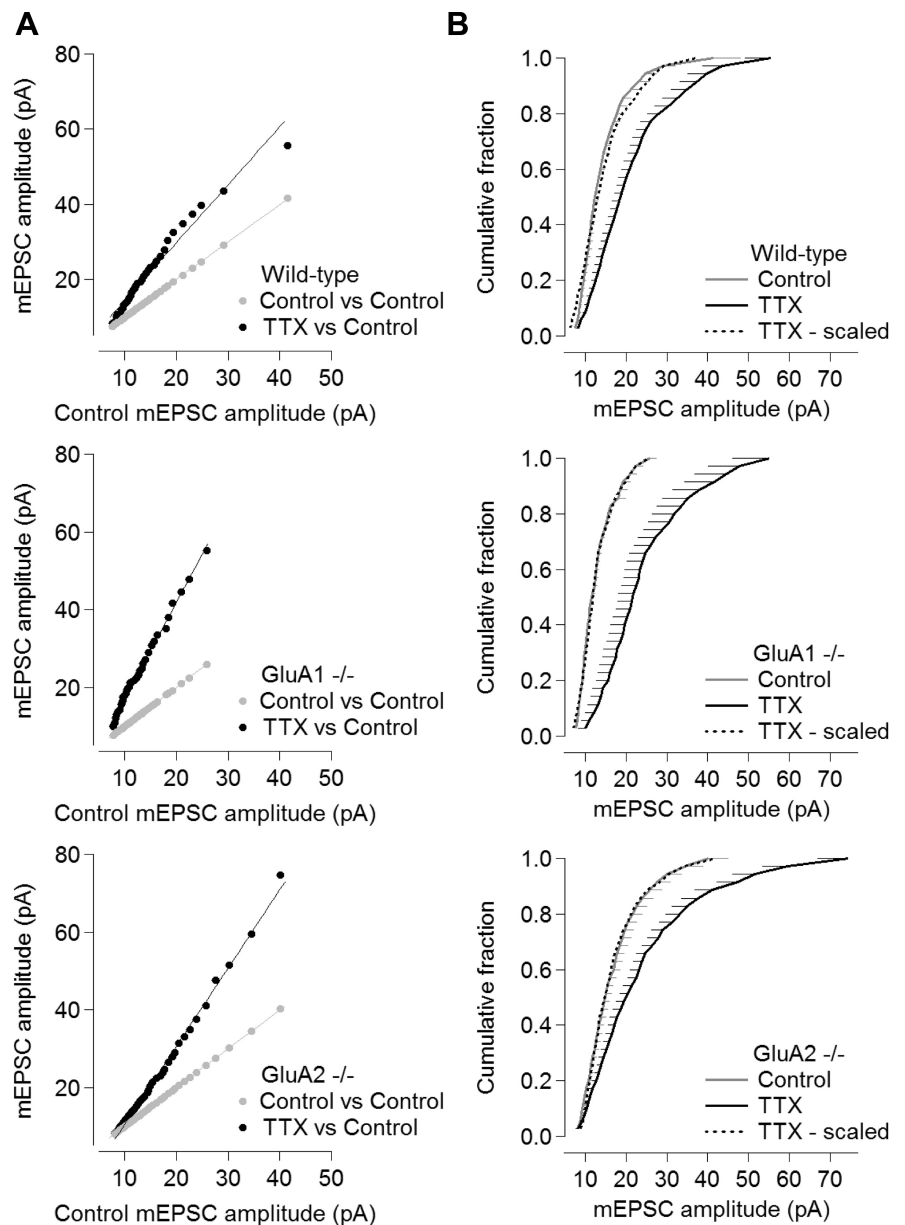 A
80
60
40
20
mEPSC amplitude (pA)
Wild-type
Control vs Control
TTX vs Control
10 20 30 40 50
Control mEPSC amplitude (pA)
B
1.0
0.8
0.6
0.4
0.2
0.0
Cumulative fraction
Wild-type
Control
TTX
TTX - scaled
10 20 30 40 50 60 70
mEPSC amplitude (pA)
80
60
40
20
mEPSC amplitude (pA)
GluA1 -/-
Control vs Control
TTX vs Control
10 20 30 40 50
Control mEPSC amplitude (pA)
1.0
0.8
0.6
0.4
0.2
0.0
Cumulative fraction
GluA1 -/-
Control
TTX
TTX - scaled
10 20 30 40 50 60 70
mEPSC amplitude (pA)
80
60
40
20
mEPSC amplitude (pA)
GluA2 -/-
Control vs Control
TTX vs Control
10 20 30 40 50
Control mEPSC amplitude (pA)
1.0
0.8
0.6
0.4
0.2
0.0
Cumulative fraction
GluA2 -/-
Control
TTX
TTX - scaled
10 20 30 40 50 60 70
mEPSC amplitude (pA)